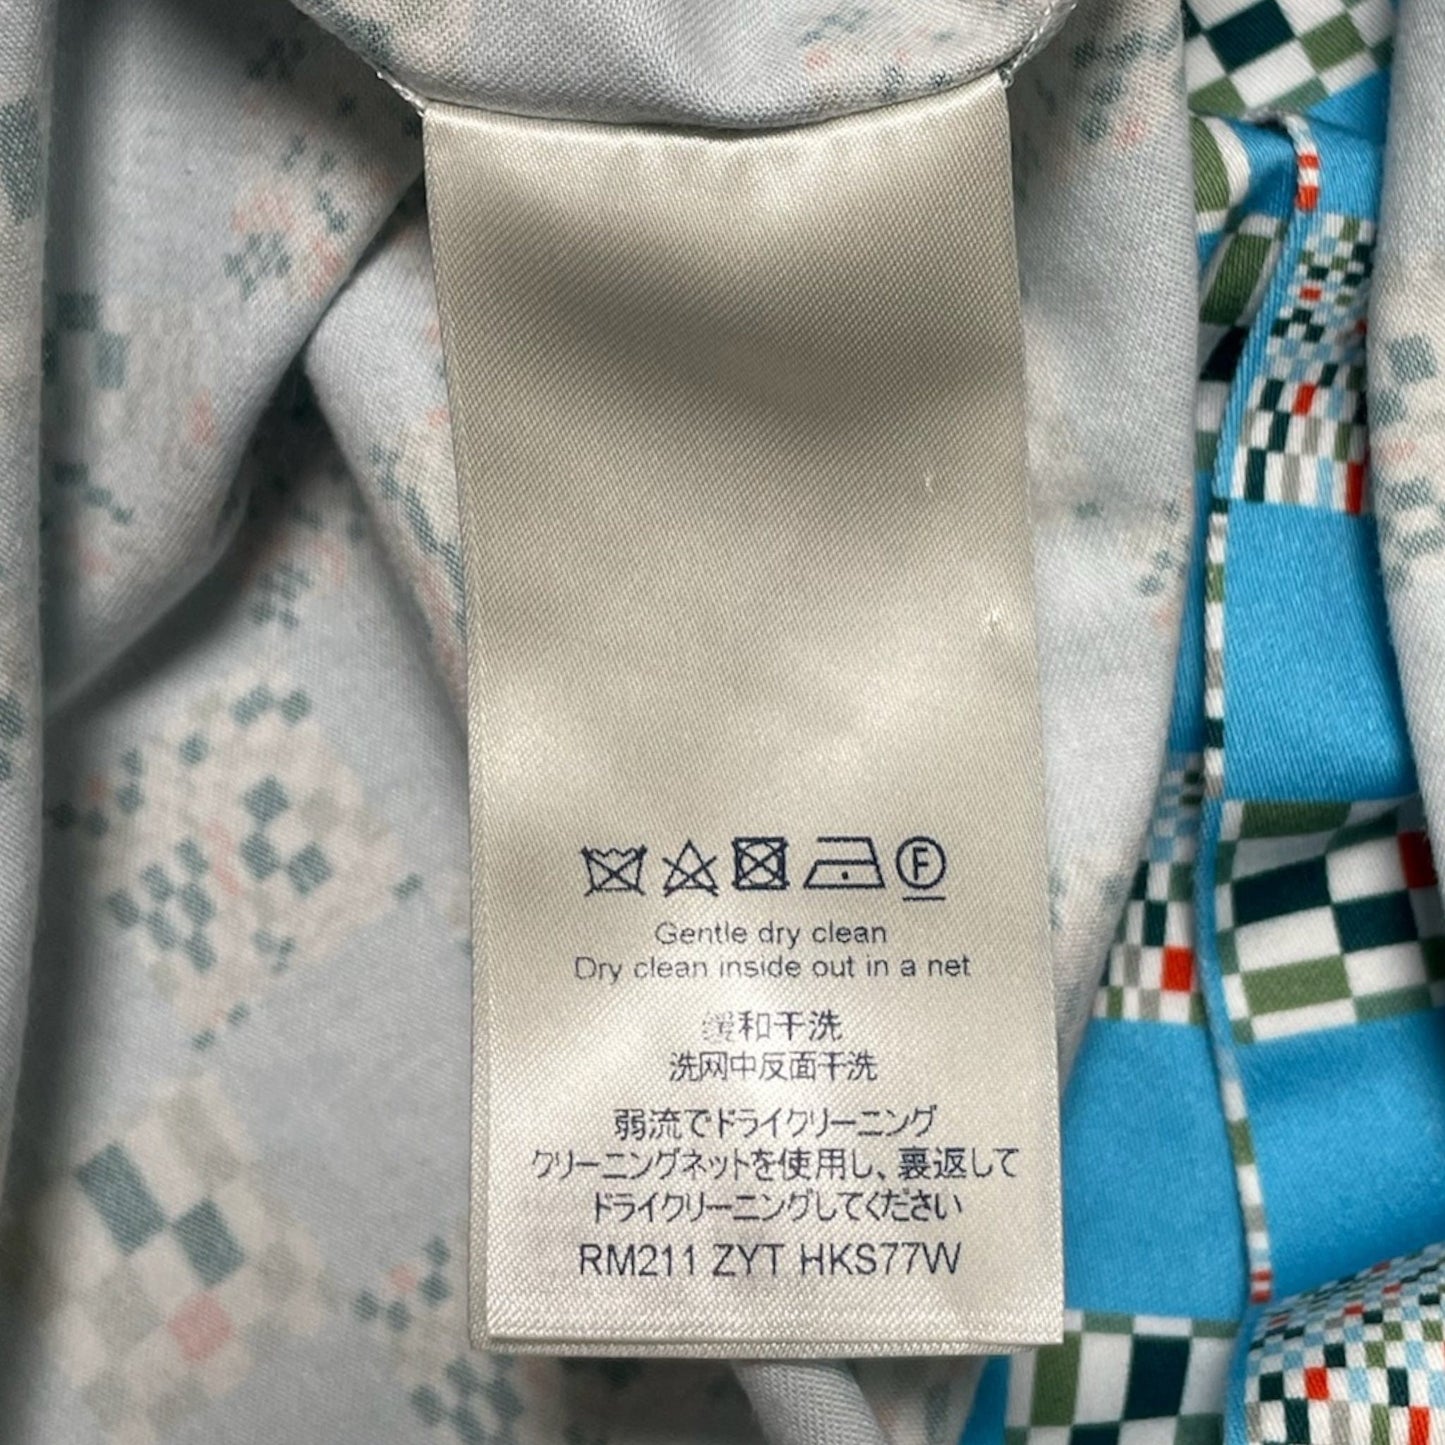 F
Gentle dry clean
Dry clean inside out in a net
缓和干洗
洗网中反面干洗
弱流でドライクリーニング
クリーニングネットを使用し、裏返して
ドライクリーニングしてください
RM211 ZYT HKS77W